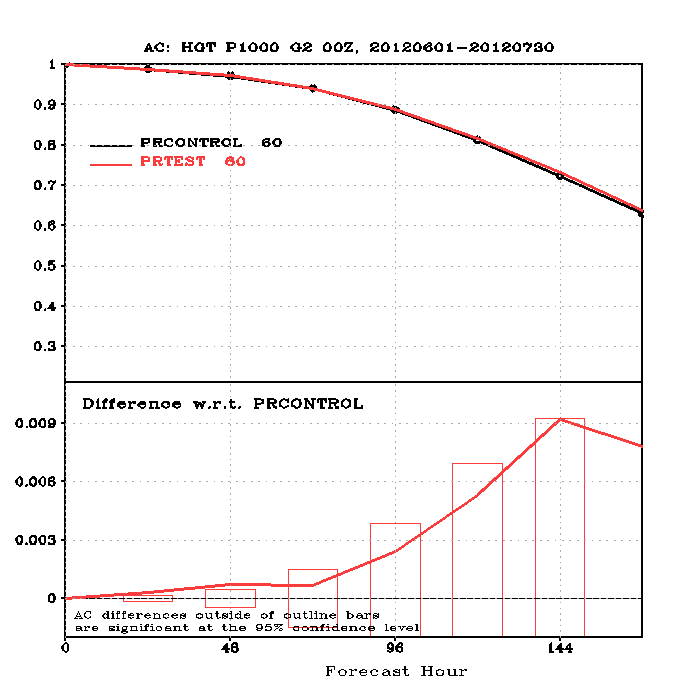 AC: HGT P1000 G2 00Z, 20120601-20120730
1
0.9
0.8
PRCONTROL 60
PRTEST 60
0.7
0.6
0.5
0.4
0.3
Difference w.r.t. PRCONTROL
0.009
0.006
0.003
0
AC differences outside of outline bars
are significant at the 95% confidence level
0 48 96 144
Forecast Hour